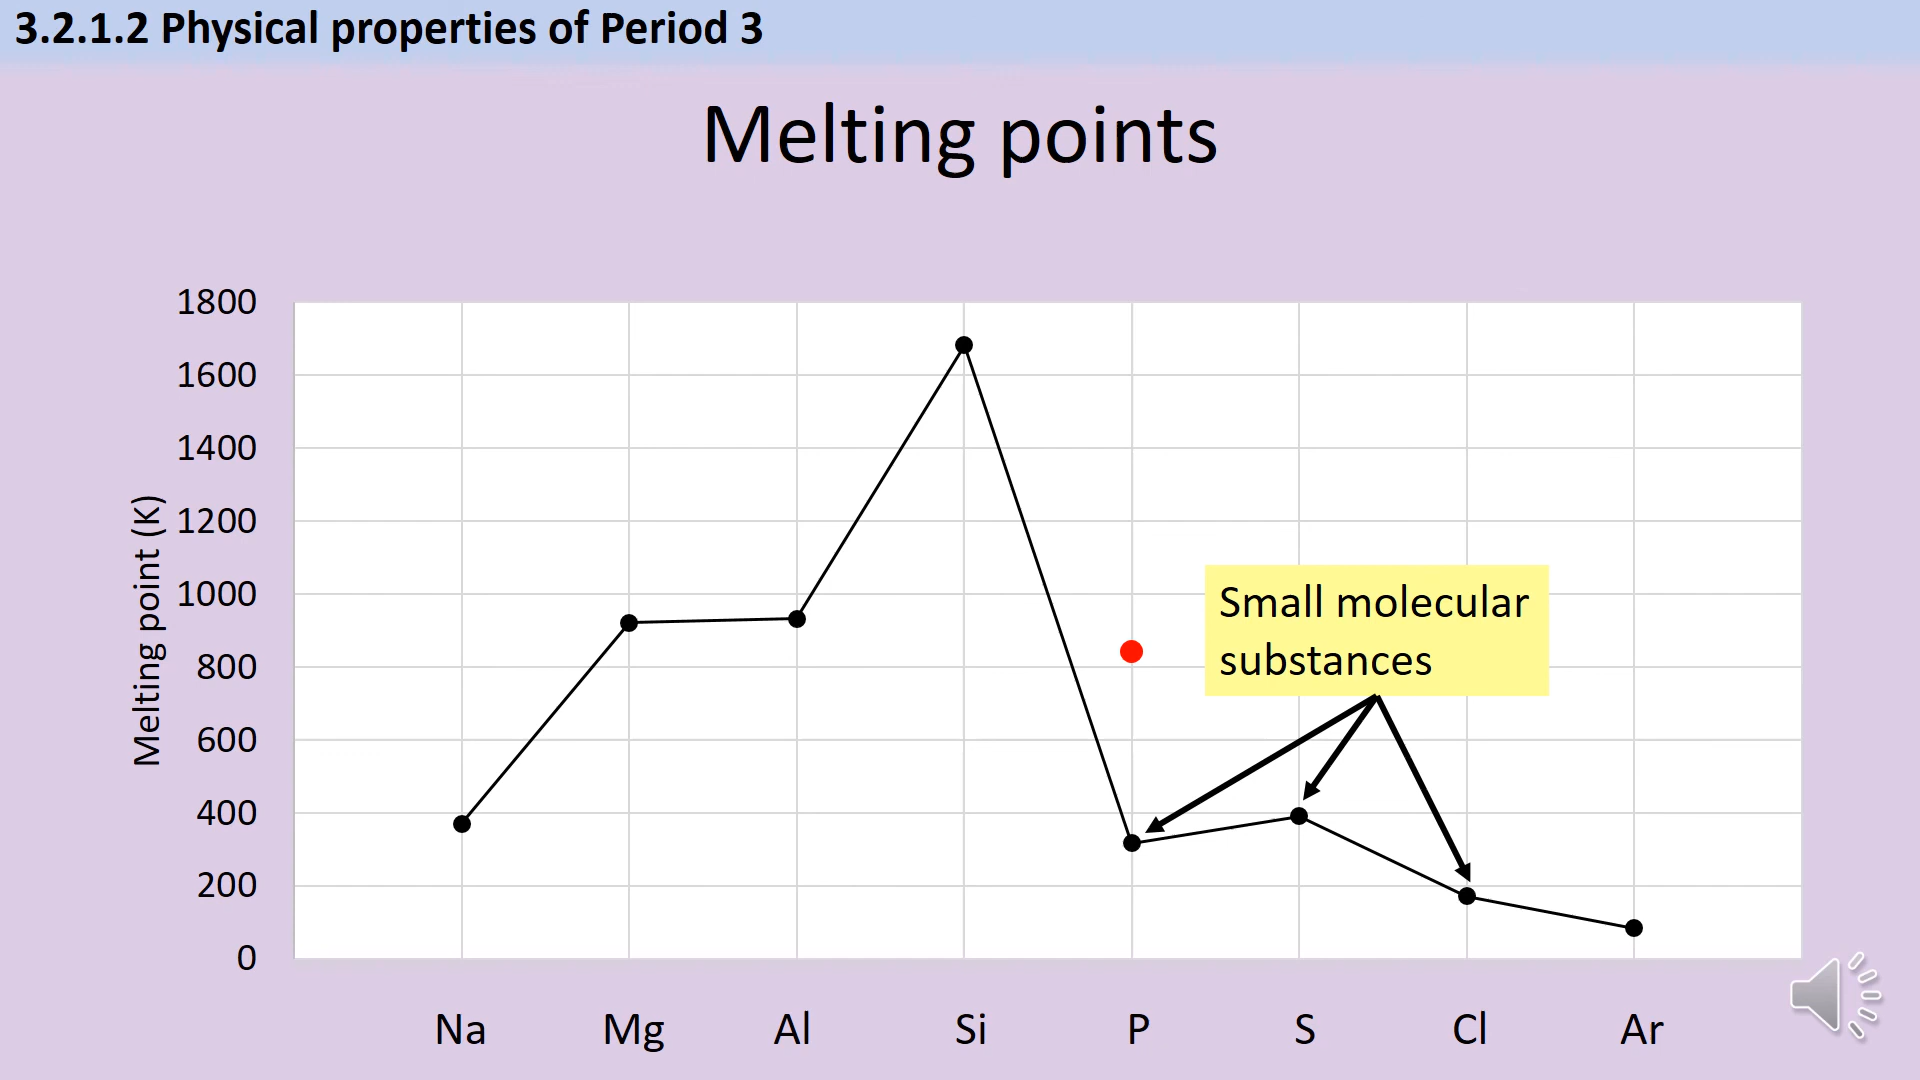 3.2.1.2 Physical properties of Period 3
Melting points
Melting point (K)
1800
1600
1400
1200
1000
800
600
400
200
0
Small molecular
substances
Na Mg Al Si P S Cl Ar